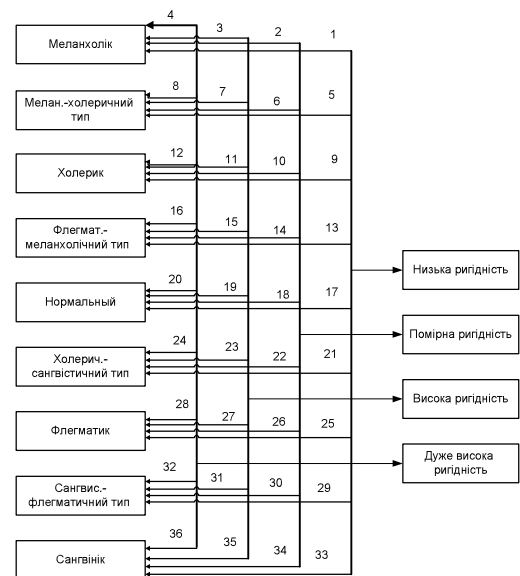 4
3
2
1
Меланхолік
8
7
6
5
Мелан.-холеричний
тип
12
11
10
9
Холерик
16
15
14
13
Флегмат.-
меланхолічний тип
Низька ригідність
20
19
18
17
Нормальный
Помірна ригідність
24
23
22
21
Холерич.-
сангвістичний тип
Висока ригідність
28
27
26
25
Флегматик
Дуже висока
ригідність
32
31
30
29
Сангвис.-
флегматичний тип
36
35
34
33
Сангвінік